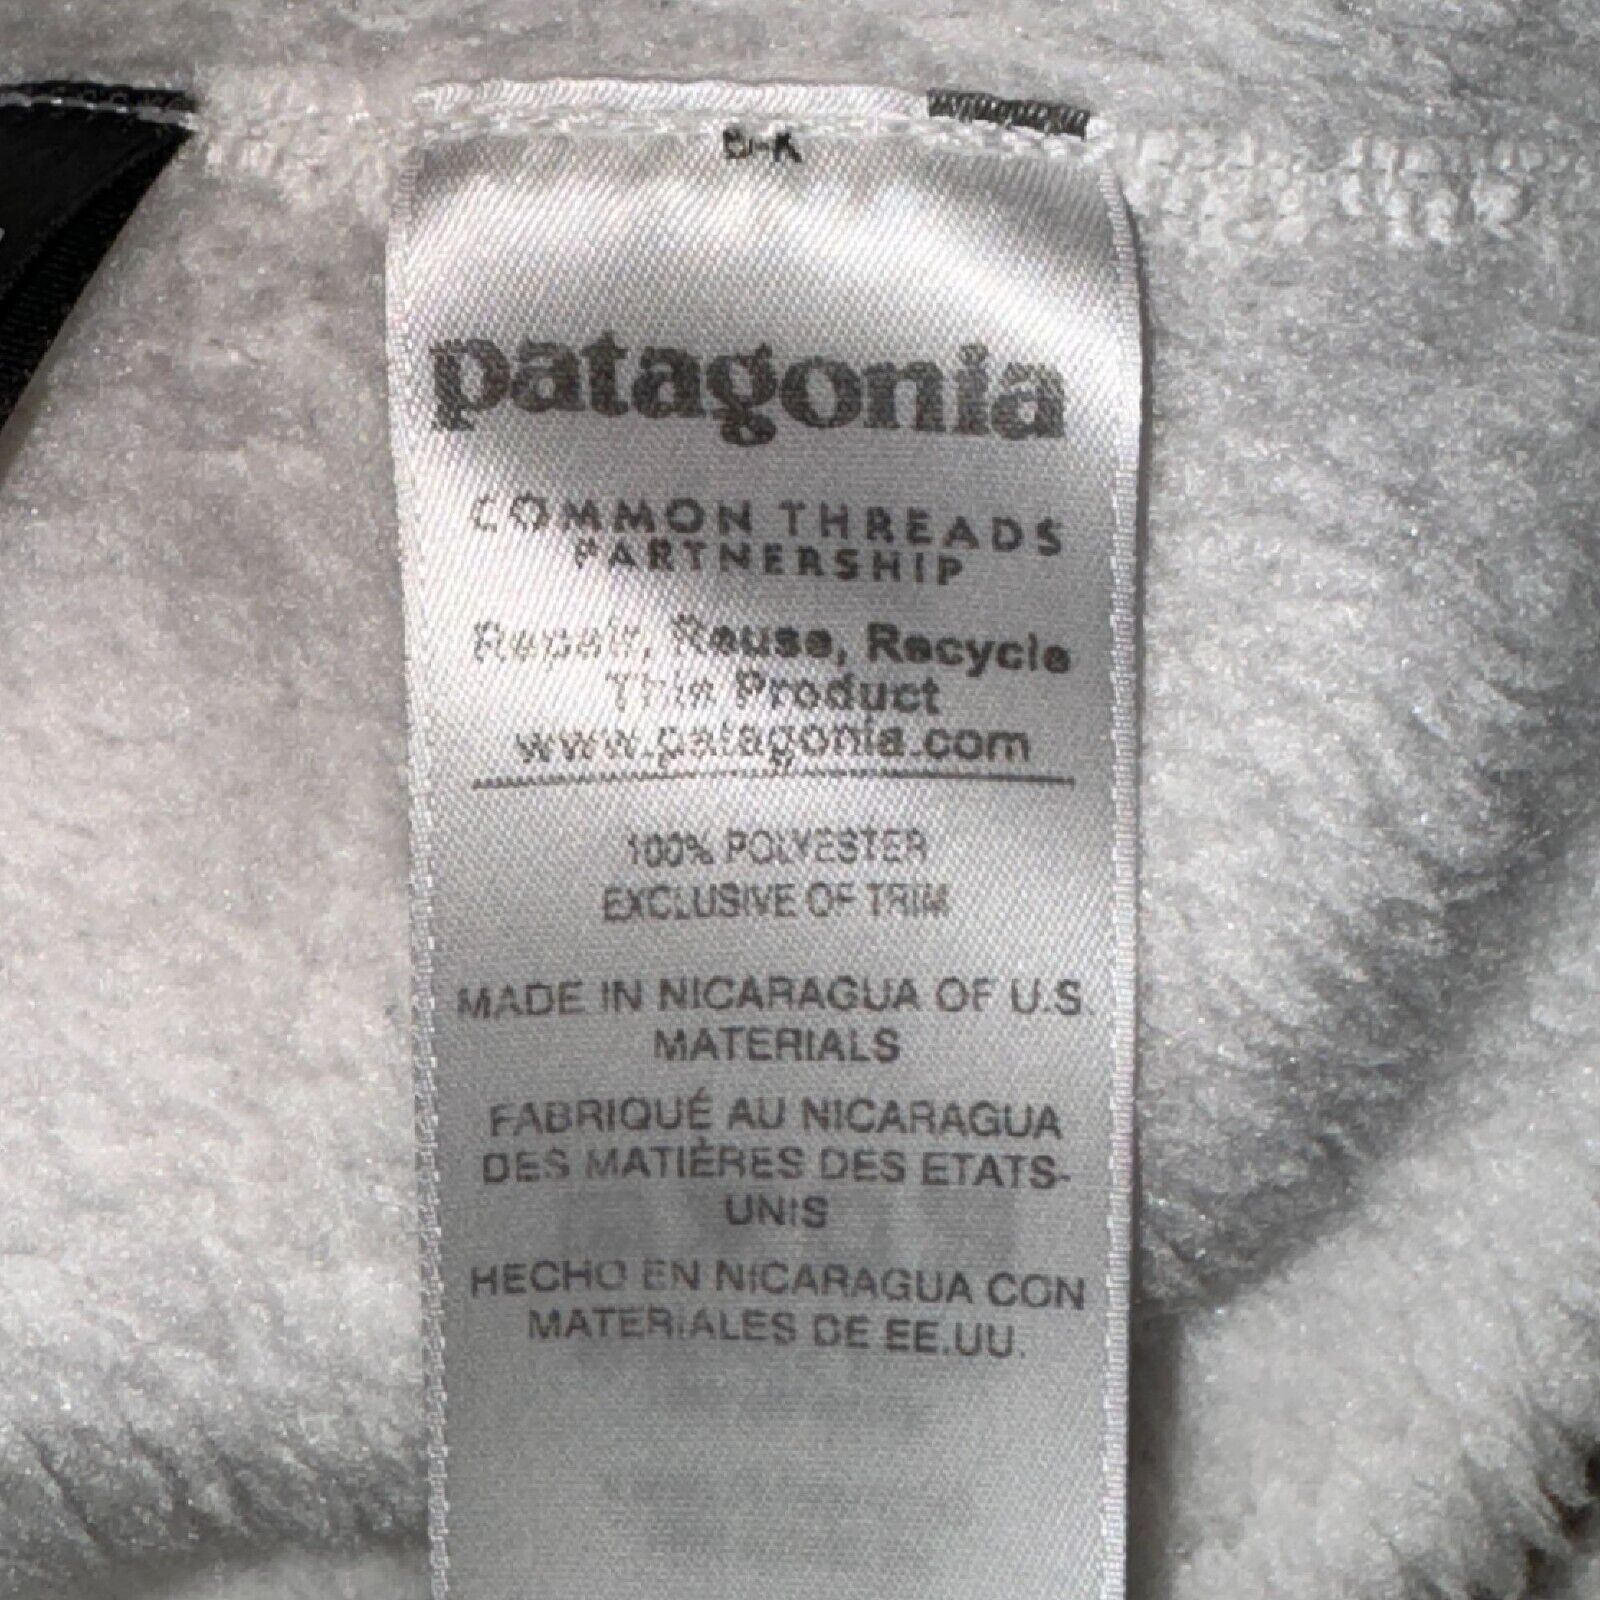 patagonia
COMMON THREADS
PARTNERSHIP
Repair, Reuse, Recycle
This Product
www.patagonia.com
100% POLYESTER
EXCLUSIVE OF TRIM
MADE IN NICARAGUA OF U.S
MATERIALS
FABRIQUÉ AU NICARAGUA
DES MATIÈRES DES ETATS-
UNIS
HECHO EN NICARAGUA CON
MATERIALES DE EE.UU.